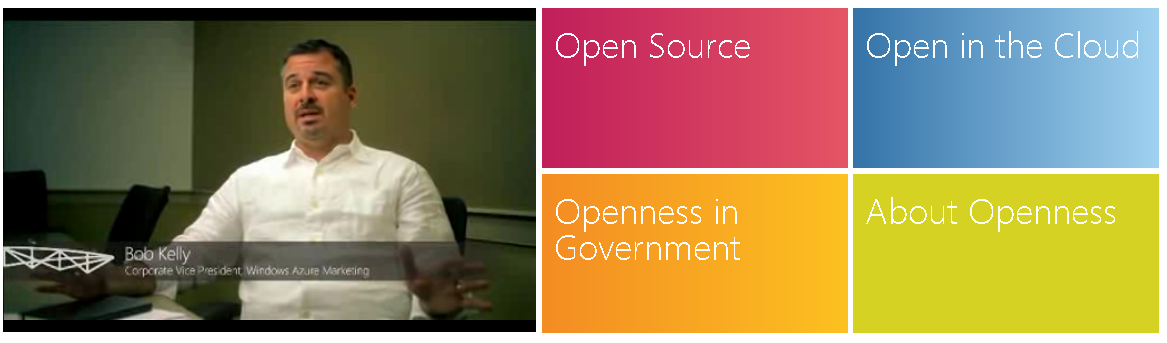 Bob Kelly
Corporate Vice President, Windows Azure Marketing
Open Source
Open in the Cloud
Openness in
Government
About Openness